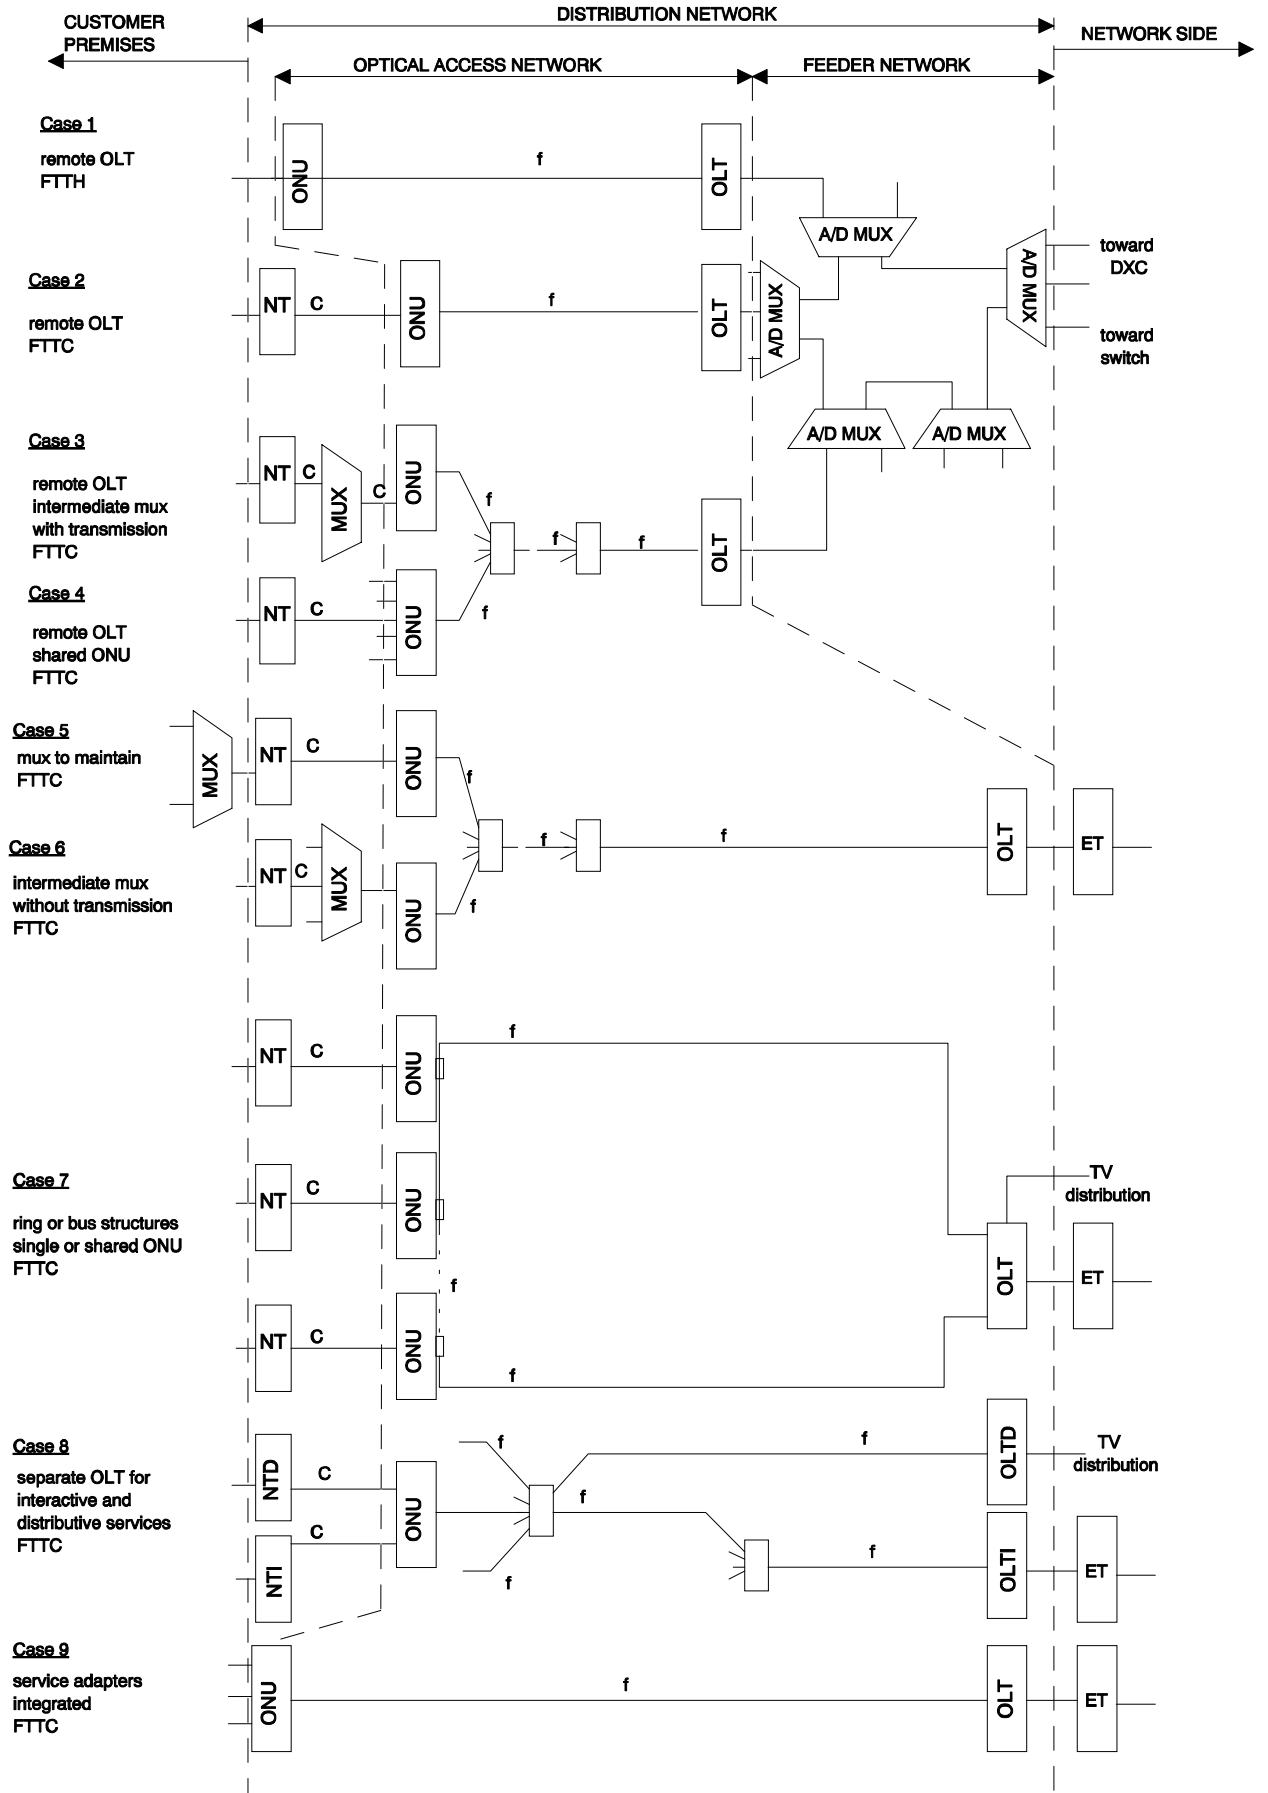 DISTRIBUTION NETWORK
CUSTOMER
PREMISES
NETWORK SIDE
OPTICAL ACCESS NETWORK
FEEDER NETWORK
Case 1
remote OLT
FTTH
ONU
f
OLT
A/D MUX
A/D MUX
toward
DXC
toward
switch
Case 2
remote OLT
FTTC
NT
C
ONU
f
OLT
A/D MUX
A/D MUX
A/D MUX
Case 3
remote OLT
intermediate mux
with transmission
FTTC
NT
C
MUX
C
ONU
f
f
f
OLT
Case 4
remote OLT
shared ONU
FTTC
NT
C
ONU
f
Case 5
mux to maintain
FTTC
MUX
NT
C
ONU
f
f
f
OLT
ET
Case 6
intermediate mux
without transmission
FTTC
NT
C
MUX
ONU
f
NT
C
ONU
f
Case 7
ring or bus structures
single or shared ONU
FTTC
NT
C
ONU
f
TV
distribution
OLT
ET
NT
C
ONU
f
Case 8
separate OLT for
interactive and
distributive services
FTTC
NTD
C
NTI
C
ONU
f
f
f
f
OLTD
TV
distribution
f
OLTI
ET
Case 9
service adapters
integrated
FTTC
ONU
f
OLT
ET